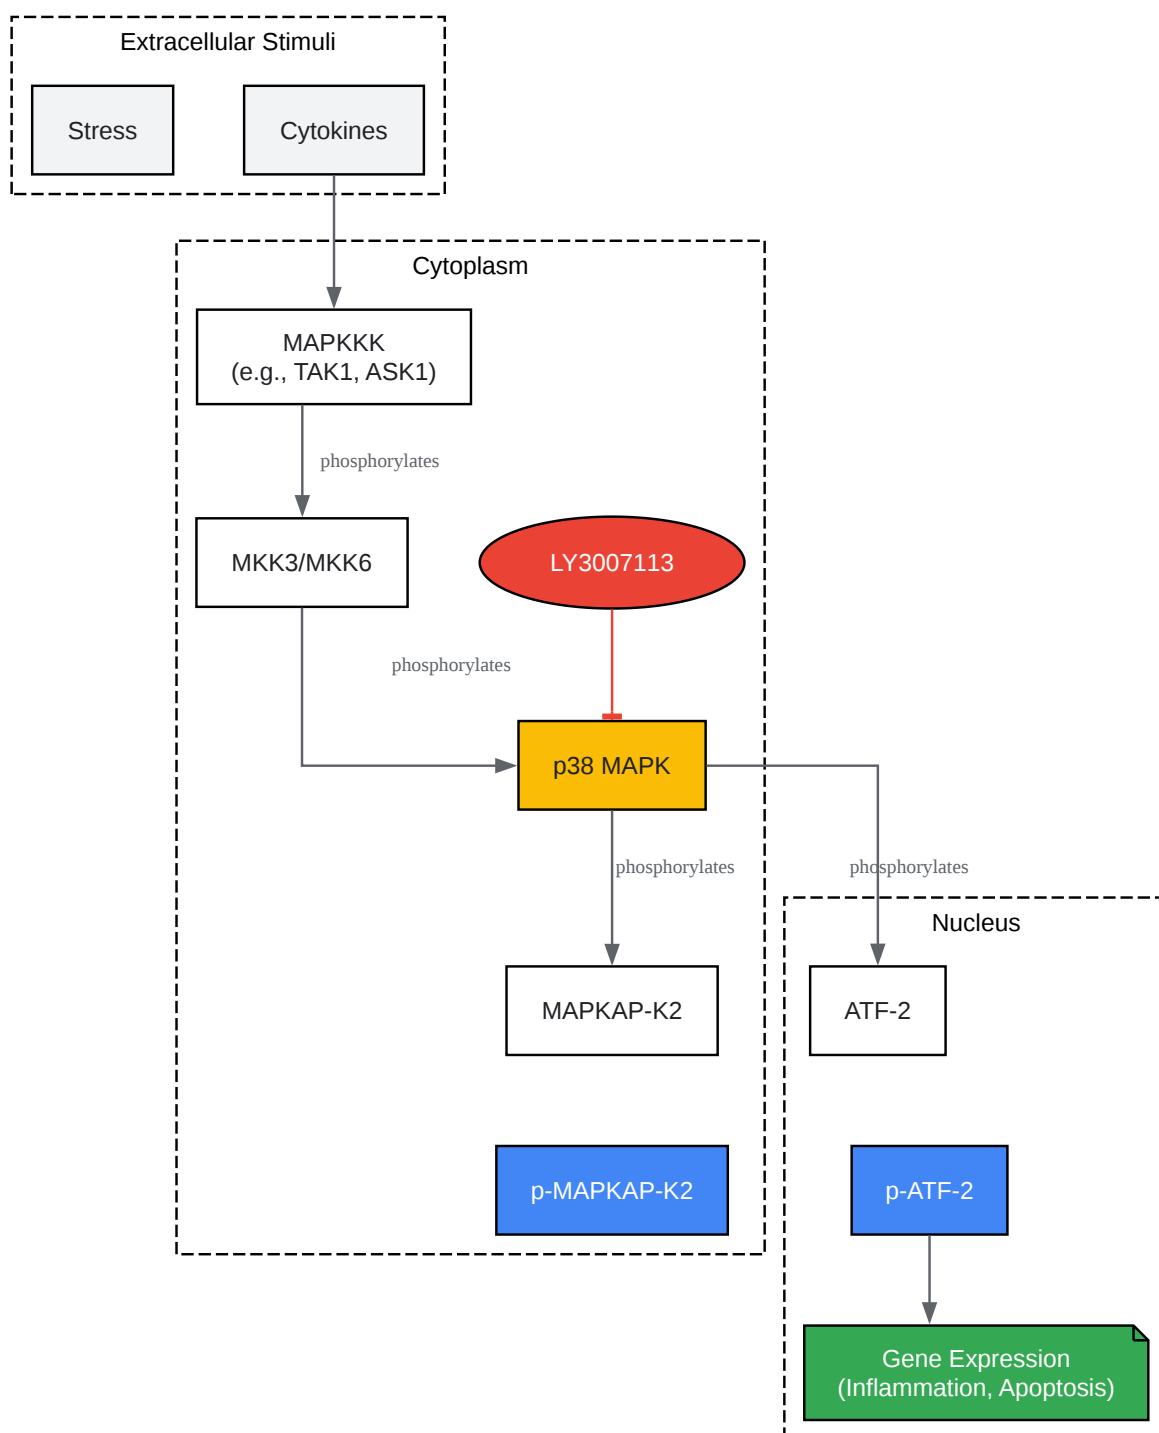 Extracellular Stimuli
Stress
Cytokines
Cytoplasm
MAPKKK
(e.g., TAK1, ASK1)
phosphorylates
MKK3/MKK6
LY3007113
phosphorylates
p38 MAPK
phosphorylates
phosphorylates
Nucleus
MAPKAP-K2
ATF-2
p-MAPKAP-K2
p-ATF-2
Gene Expression
(Inflammation, Apoptosis)